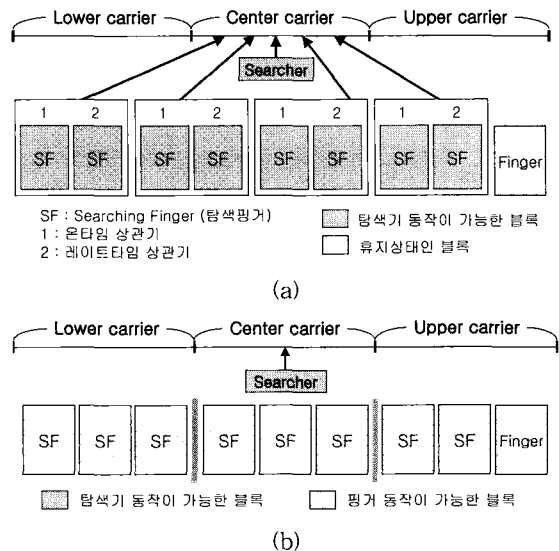 Lower carrier Center carrier Upper carrier
Searcher
1 2 1 2 1 2 1 2
SF SF SF SF SF SF SF SF Finger
SF : Searching Finger (탐색핑거)
1 : 온타임 상관기
2 : 레이트타임 상관기
탐색기 동작이 가능한 블록
휴지상태인 블록
(a)
Lower carrier Center carrier Upper carrier
Searcher
SF SF SF SF SF SF SF SF Finger
탐색기 동작이 가능한 블록 핑거 동작이 가능한 블록
(b)